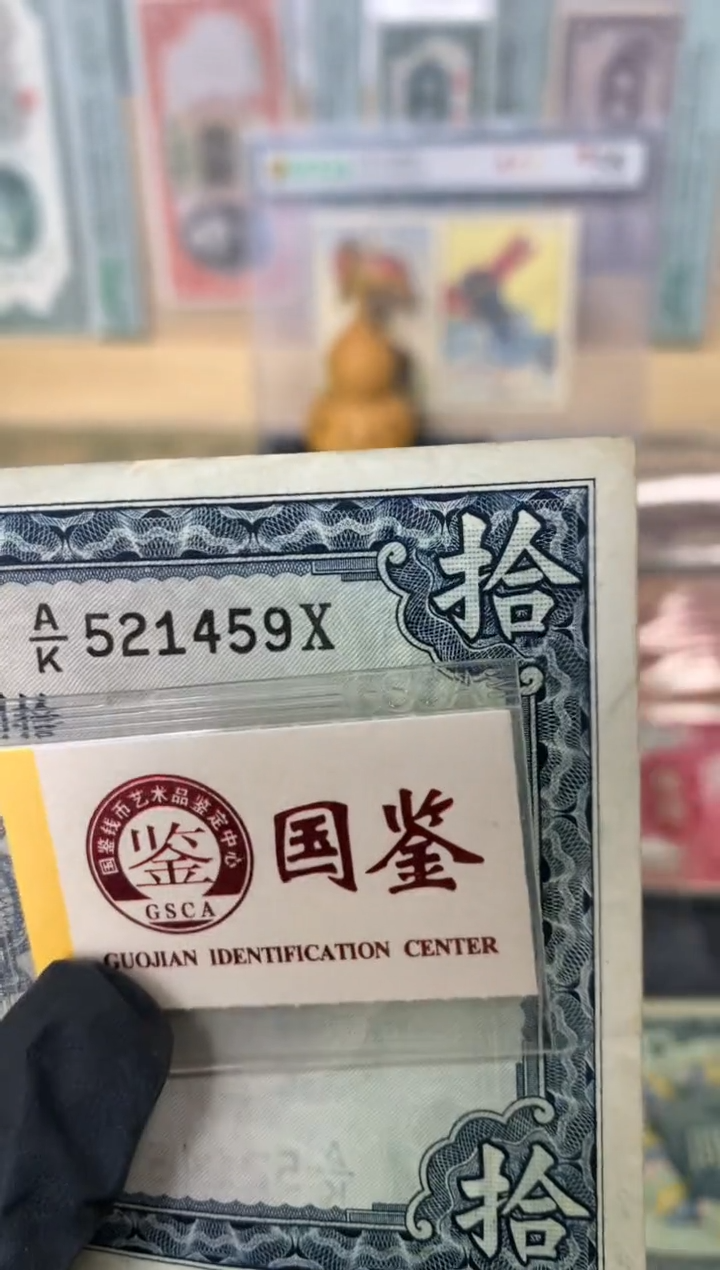 拾
A/K 521459X
国鉴钱币艺术品鉴定中心
鉴
GSCA
国鉴
GUOJIAN IDENTIFICATION CENTER
拾